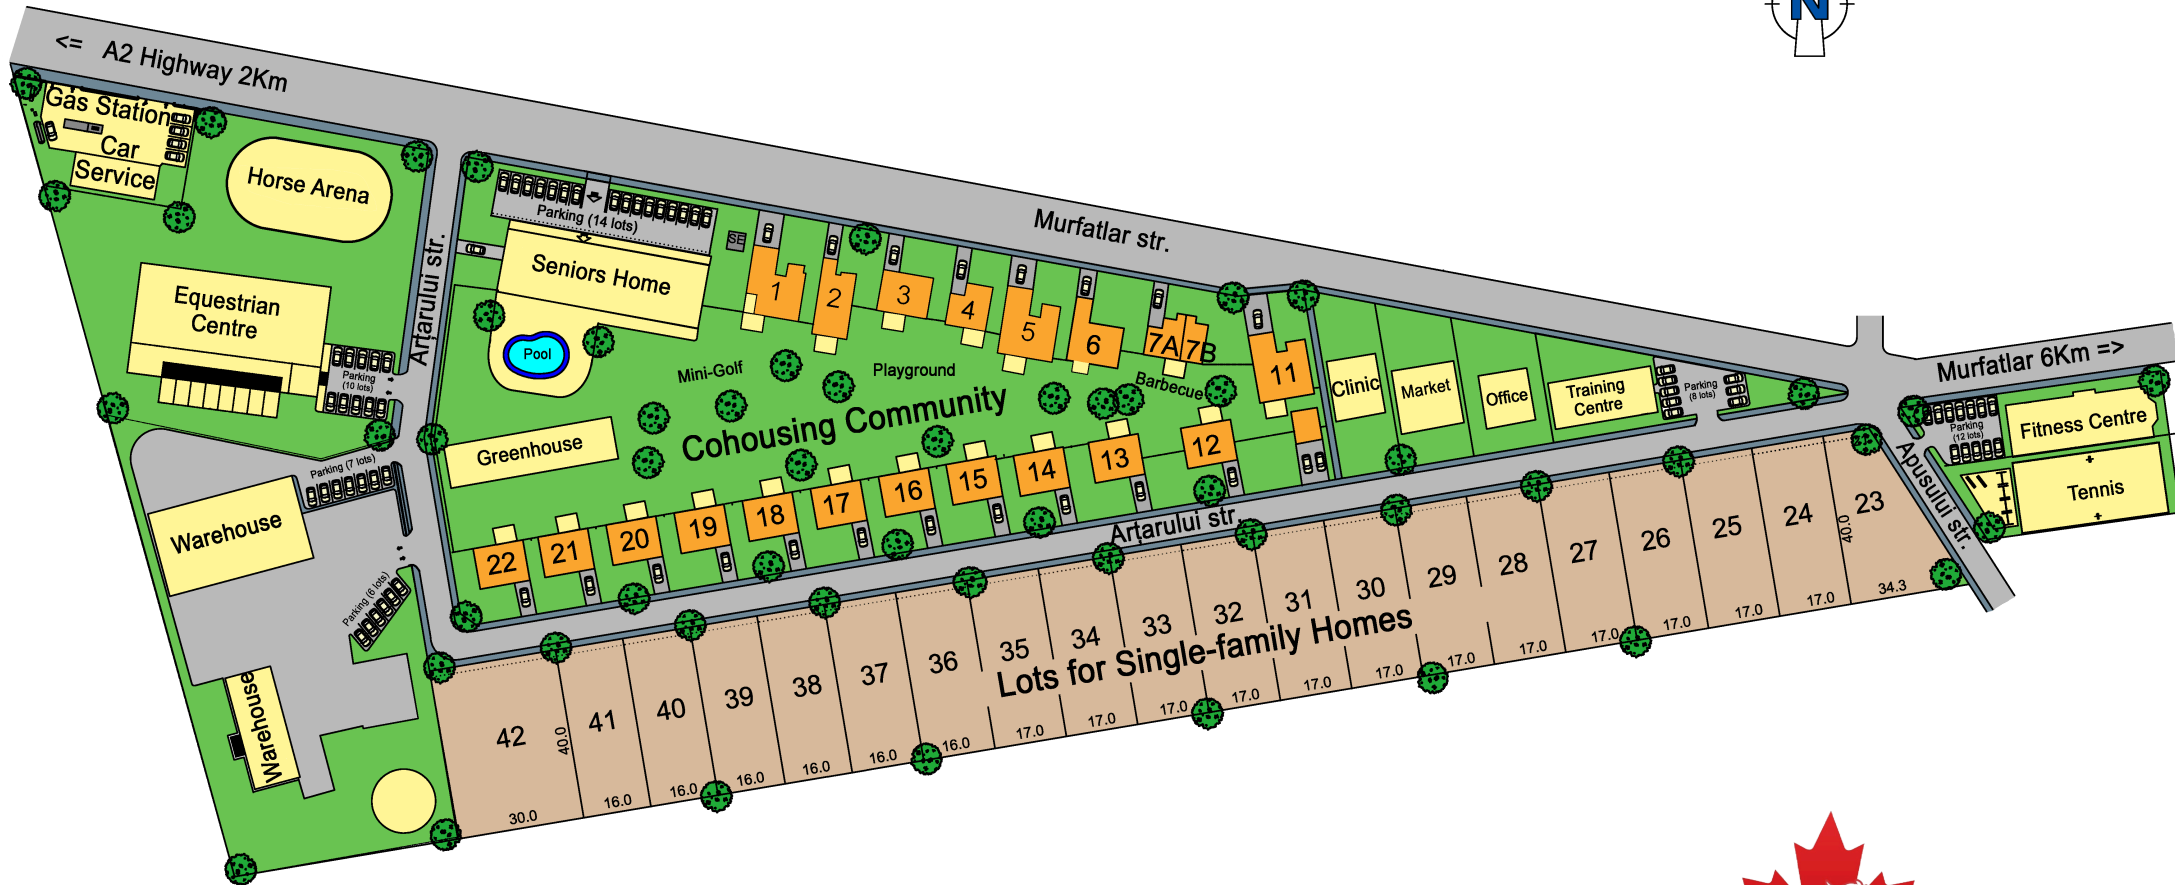 N
<= A2 Highway 2Km
Gas Station
Car
Service
Horse Arena
Equestrian
Centre
Parking
(10 lots)
Artarului str.
Parking (14 lots)
Seniors Home
SE
Murfatlar str.
Murfatlar 6Km =>
1
2
3
4
5
6
7A
7B
11
Pool
Mini-Golf
Playground
Barbecue
Cohousing Community
Greenhouse
Clinic
Market
Office
Training
Centre
Parking
(8 lots)
Parking
(12 lots)
Fitness Centre
Tennis
Apusului str.
Parking (7 lots)
Warehouse
Parking (6 lots)
Warehouse
22
21
20
19
18
17
16
15
14
13
12
Arțarului str.
42
41
40
39
38
37
36
35
34
33
32
31
30
29
28
27
26
25
24
23
Lots for Single-family Homes
40.0
40.0
30.0
16.0
16.0
16.0
16.0
16.0
16.0
17.0
17.0
17.0
17.0
17.0
17.0
17.0
17.0
17.0
17.0
17.0
17.0
34.3